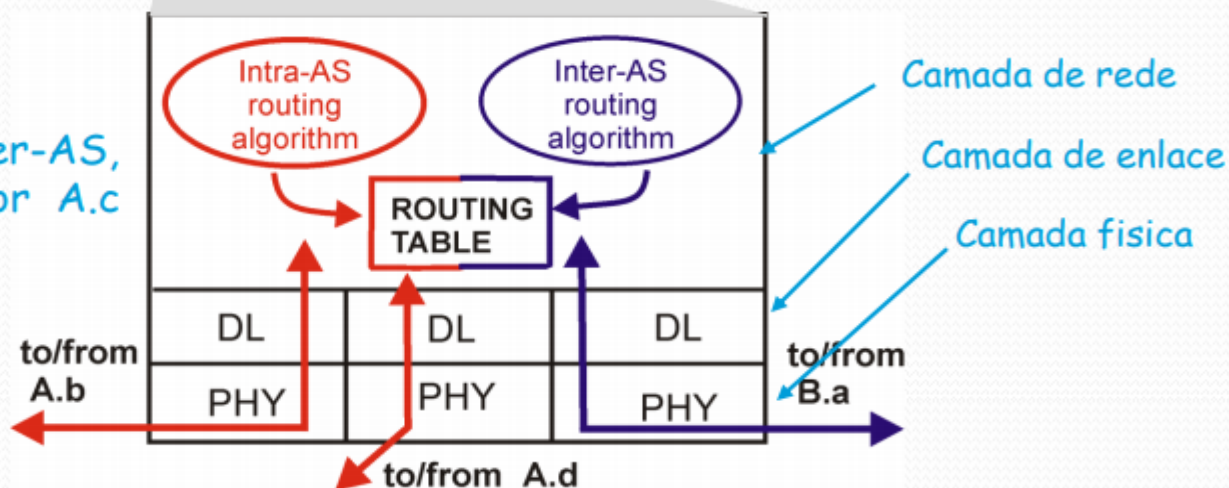 Intra-AS
routing
algorithm
Inter-AS
routing
algorithm
Camada de rede
er-AS,
or A.c
Camada de enlace
ROUTING
TABLE
Camada fisica
DL
DL
DL
to/from
A.b
to/from
B.a
PHY
PHY
PHY
to/from A.d